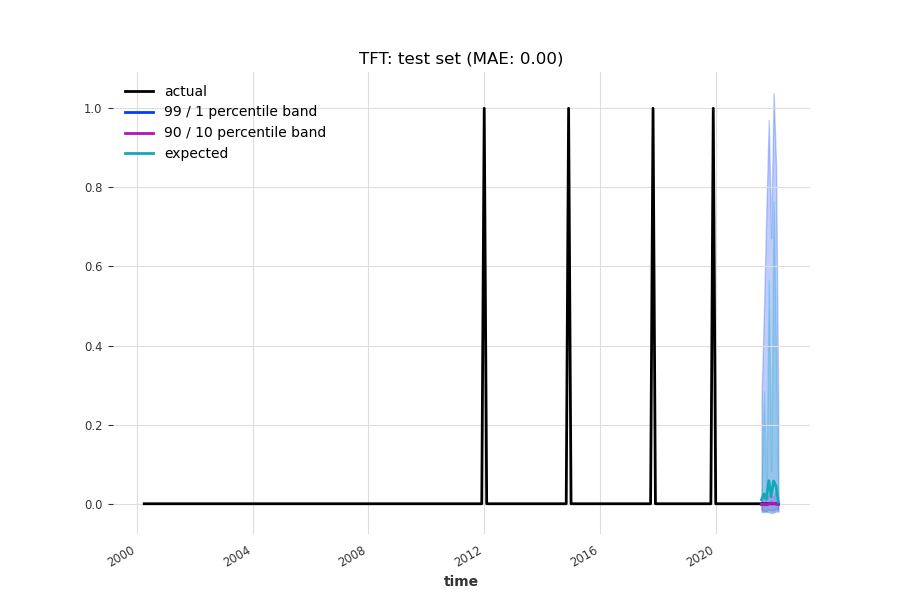 TFT: test set (MAE: 0.00)
actual
99 / 1 percentile band
90 / 10 percentile band
expected
1.0
0.8
0.6
0.4
0.2
0.0
2000 2004 2008 2012 2016 2020
time